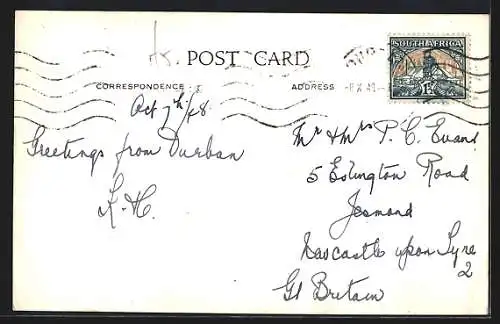 POST CARD
SOUTH AFRICA
CORRESPONDENCE
ADDRESS
Oct 7th/48
Greetings from Durban
Mr & Mrs P. C. Evans
5 Eslington Road
Jesmond
Newcastle upon Tyne
2
Gt Britain